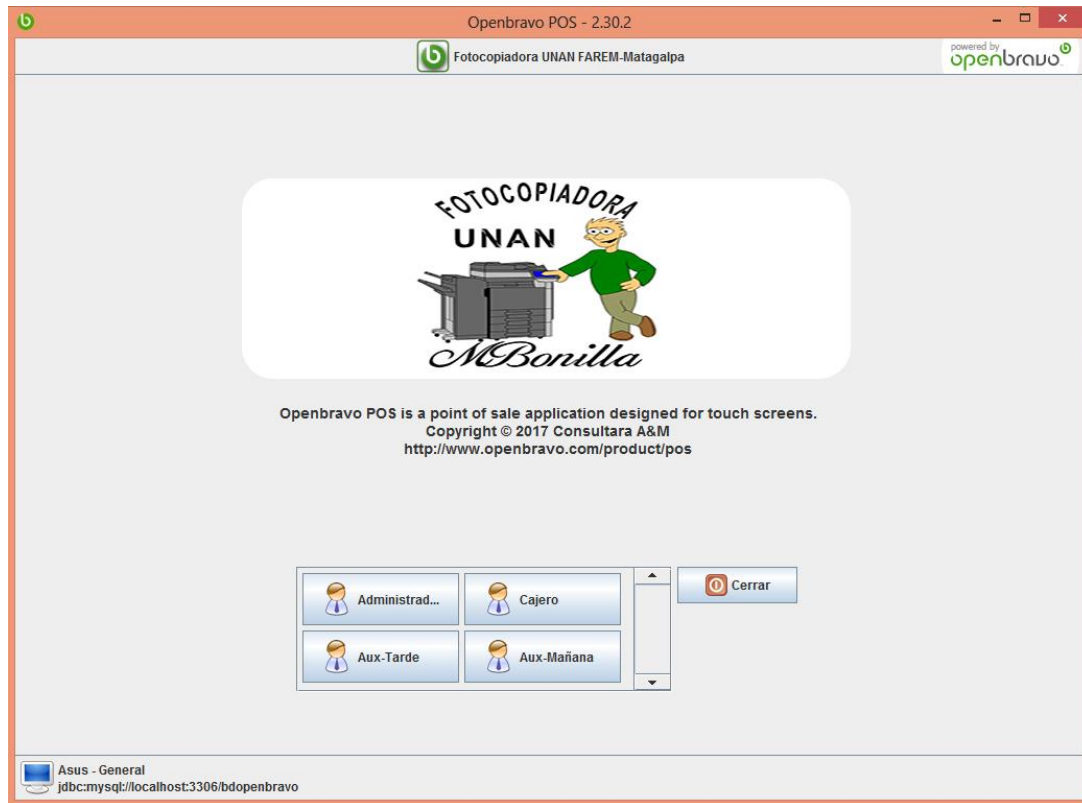 Openbravo POS - 2.30.2
Fotocopiadora UNAN FAREM-Matagalpa
powered by
openbravo
FOTOCOPIADORA
UNAN
MBonilla
Openbravo POS is a point of sale application designed for touch screens.
Copyright © 2017 Consultara A&M
http://www.openbravo.com/product/pos
Administrad...
Cajero
Cerrar
Aux-Tarde
Aux-Mañana
Asus - General
jdbc:mysql://localhost:3306/bdopenbravo